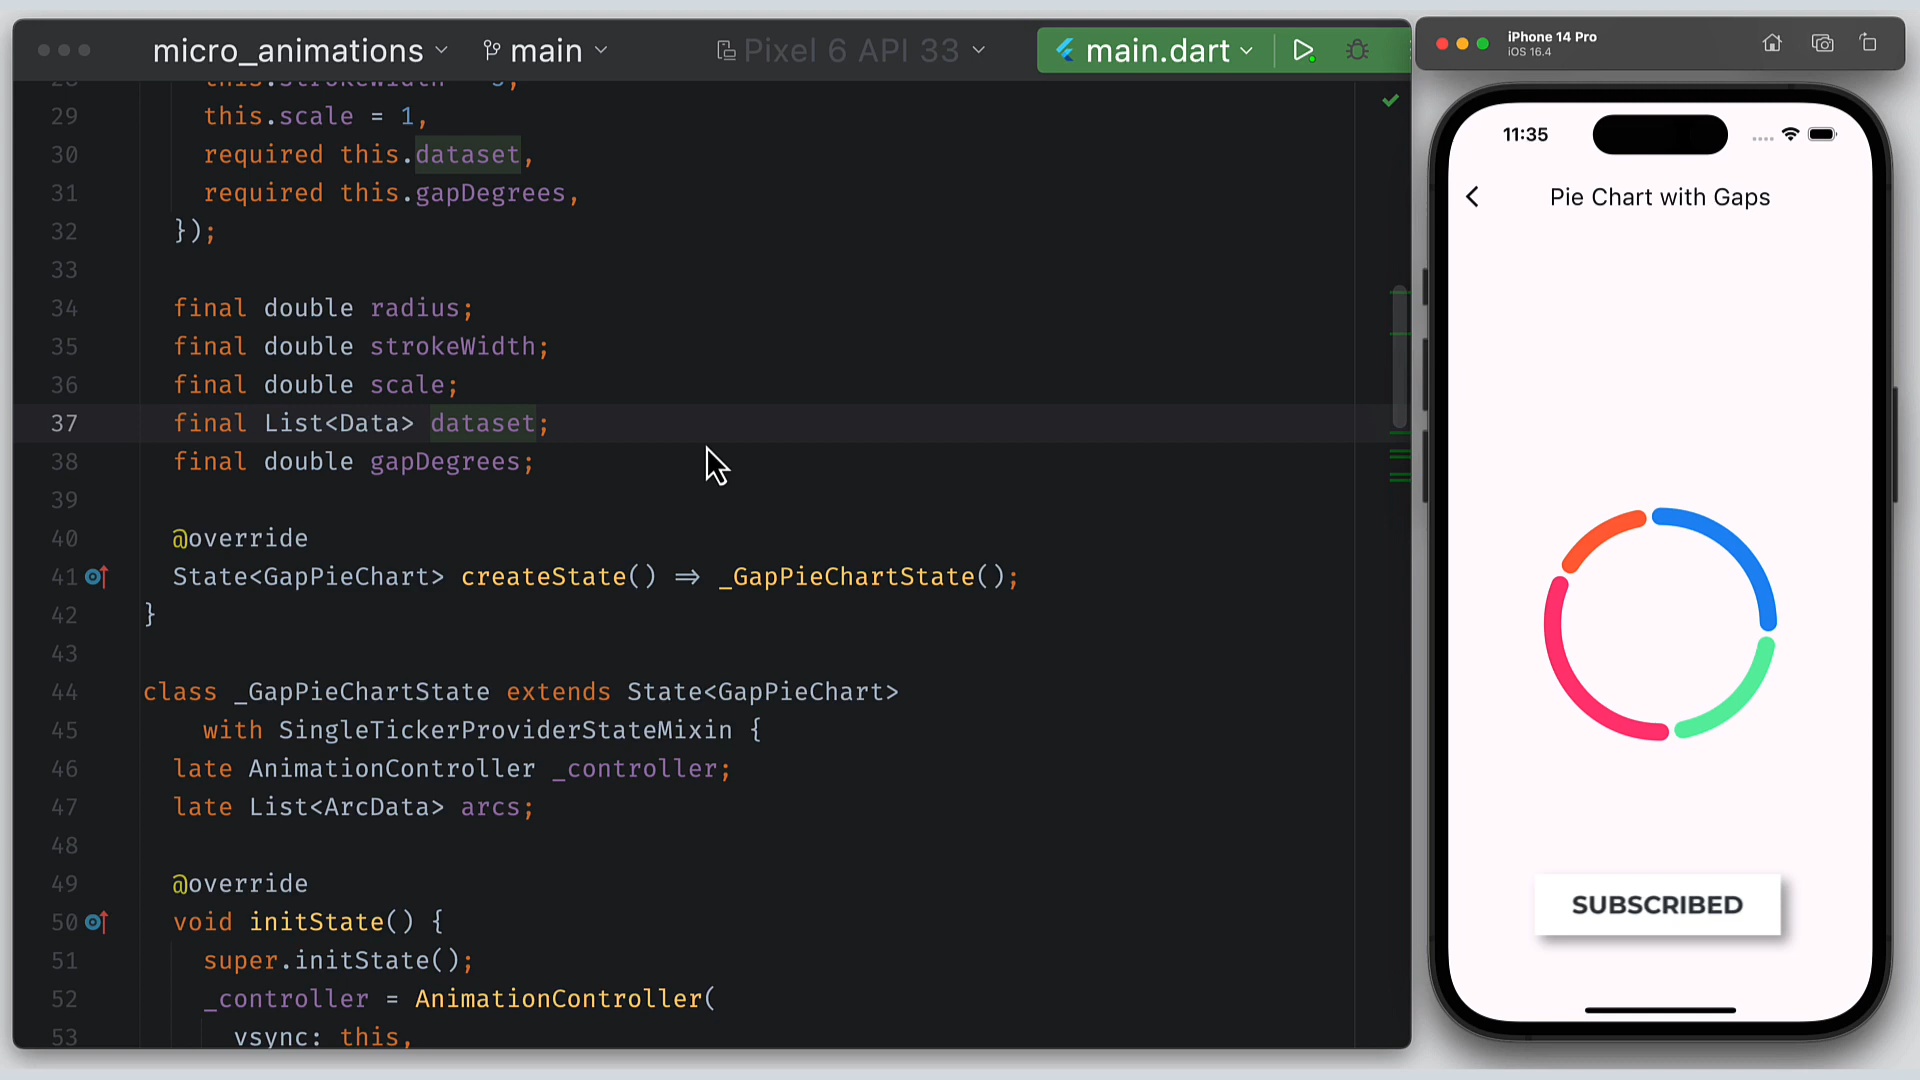 micro_animations
main
Pixel 6 API 33
main.dart
29 this.scale = 1,
30 required this.dataset,
31 required this.gapDegrees,
32 });
33
34 final double radius;
35 final double strokeWidth;
36 final double scale;
37 final List<Data> dataset;
38 final double gapDegrees;
39
40 @override
41 State<GapPieChart> createState() => _GapPieChartState();
42 }
43
44 class _GapPieChartState extends State<GapPieChart>
45 with SingleTickerProviderStateMixin {
46 late AnimationController _controller;
47 late List<ArcData> arcs;
48
49 @override
50 void initState() {
51 super.initState();
52 _controller = AnimationController(
53 vsync: this,
iPhone 14 Pro
iOS 16.4
11:35
Pie Chart with Gaps
SUBSCRIBED